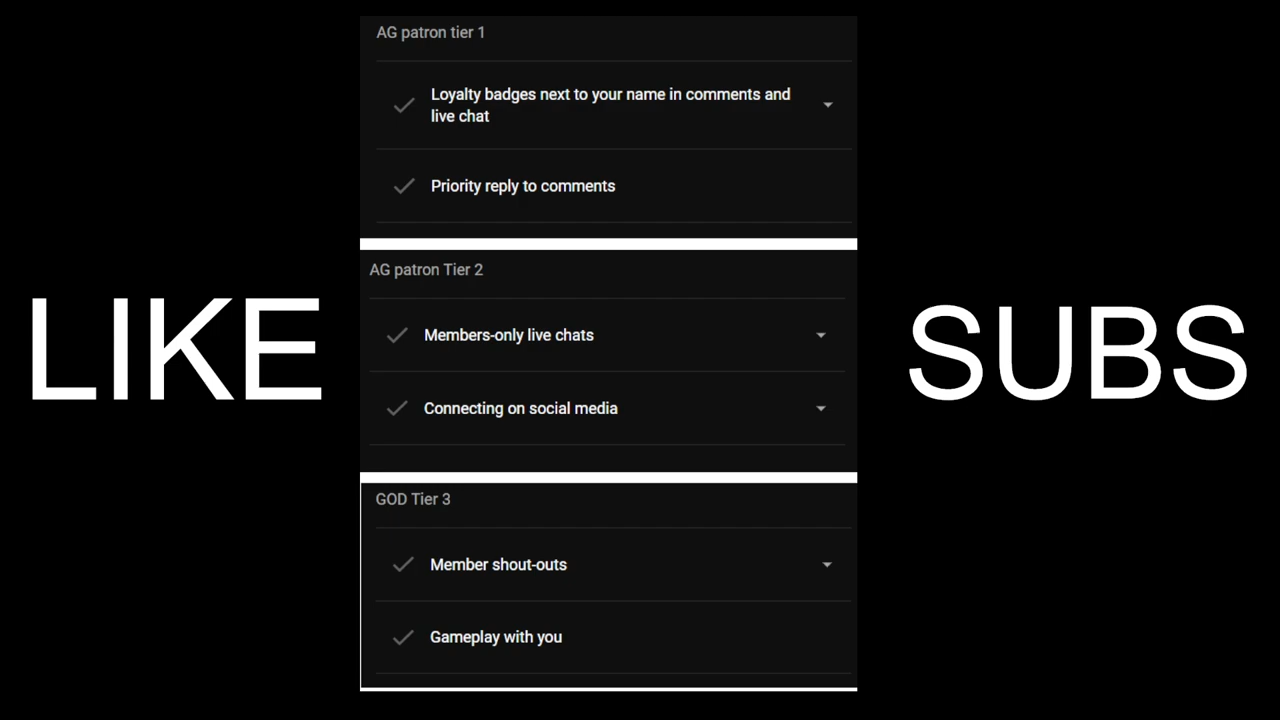 AG patron tier 1
Loyalty badges next to your name in comments and
live chat
Priority reply to comments
AG patron Tier 2
Members-only live chats
Connecting on social media
GOD Tier 3
Member shout-outs
Gameplay with you
LIKE
SUBS